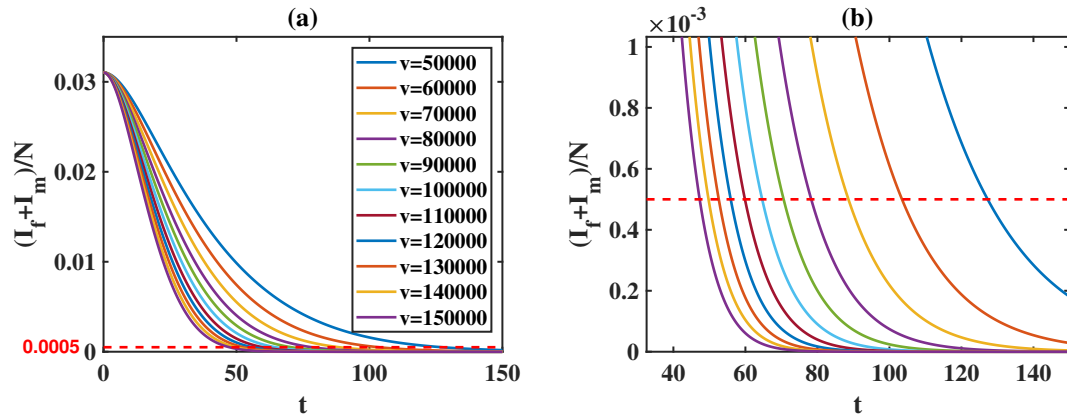 (a)
(I_f+I_m)/N
0.03
0.02
0.01
0.0005
0
0
50
100
150
t
v=50000
v=60000
v=70000
v=80000
v=90000
v=100000
v=110000
v=120000
v=130000
v=140000
v=150000
(b)
×10^-3
(I_f+I_m)/N
1
0.8
0.6
0.4
0.2
0
40
60
80
100
120
140
t